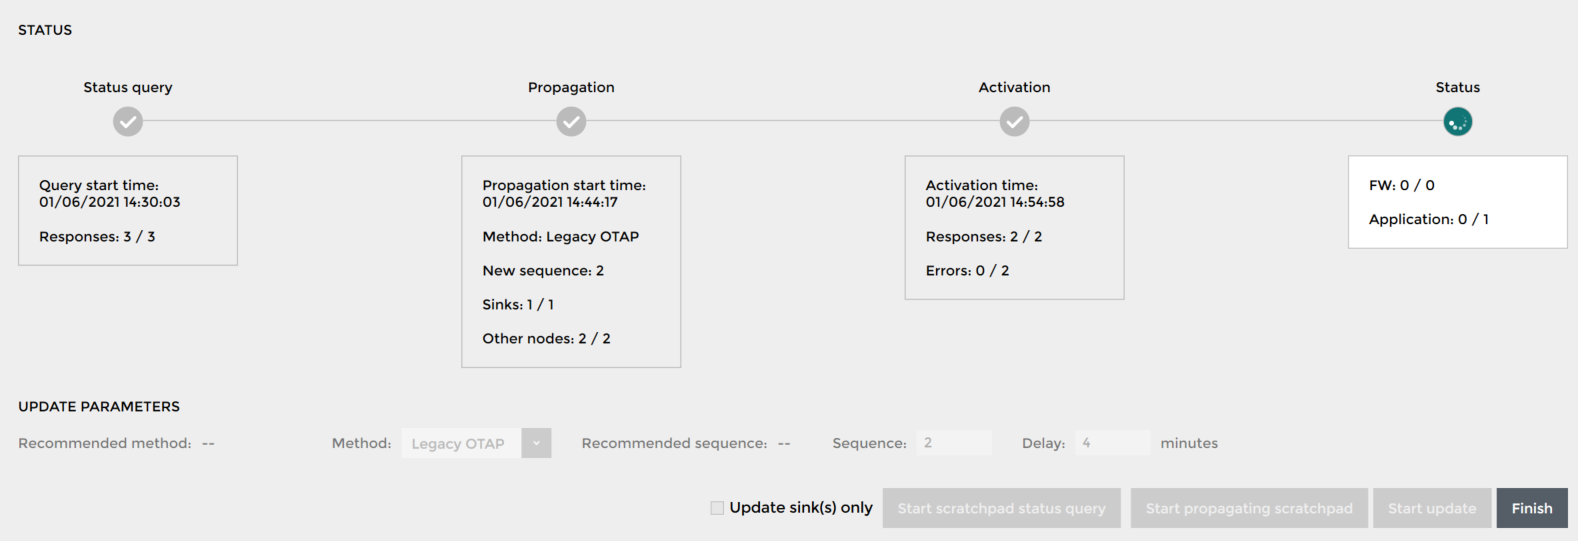 STATUS
Status query
Propagation
Activation
Status
Query start time:
01/06/2021 14:30:03
Responses: 3 / 3
Propagation start time:
01/06/2021 14:44:17
Method: Legacy OTAP
New sequence: 2
Sinks: 1 / 1
Other nodes: 2 / 2
Activation time:
01/06/2021 14:54:58
Responses: 2 / 2
Errors: 0 / 2
FW: 0 / 0
Application: 0 / 1
UPDATE PARAMETERS
Recommended method: -- Method: Legacy OTAP Recommended sequence: -- Sequence: 2 Delay: 4 minutes
Update sink(s) only Start scratchpad status query Start propagating scratchpad Start update Finish